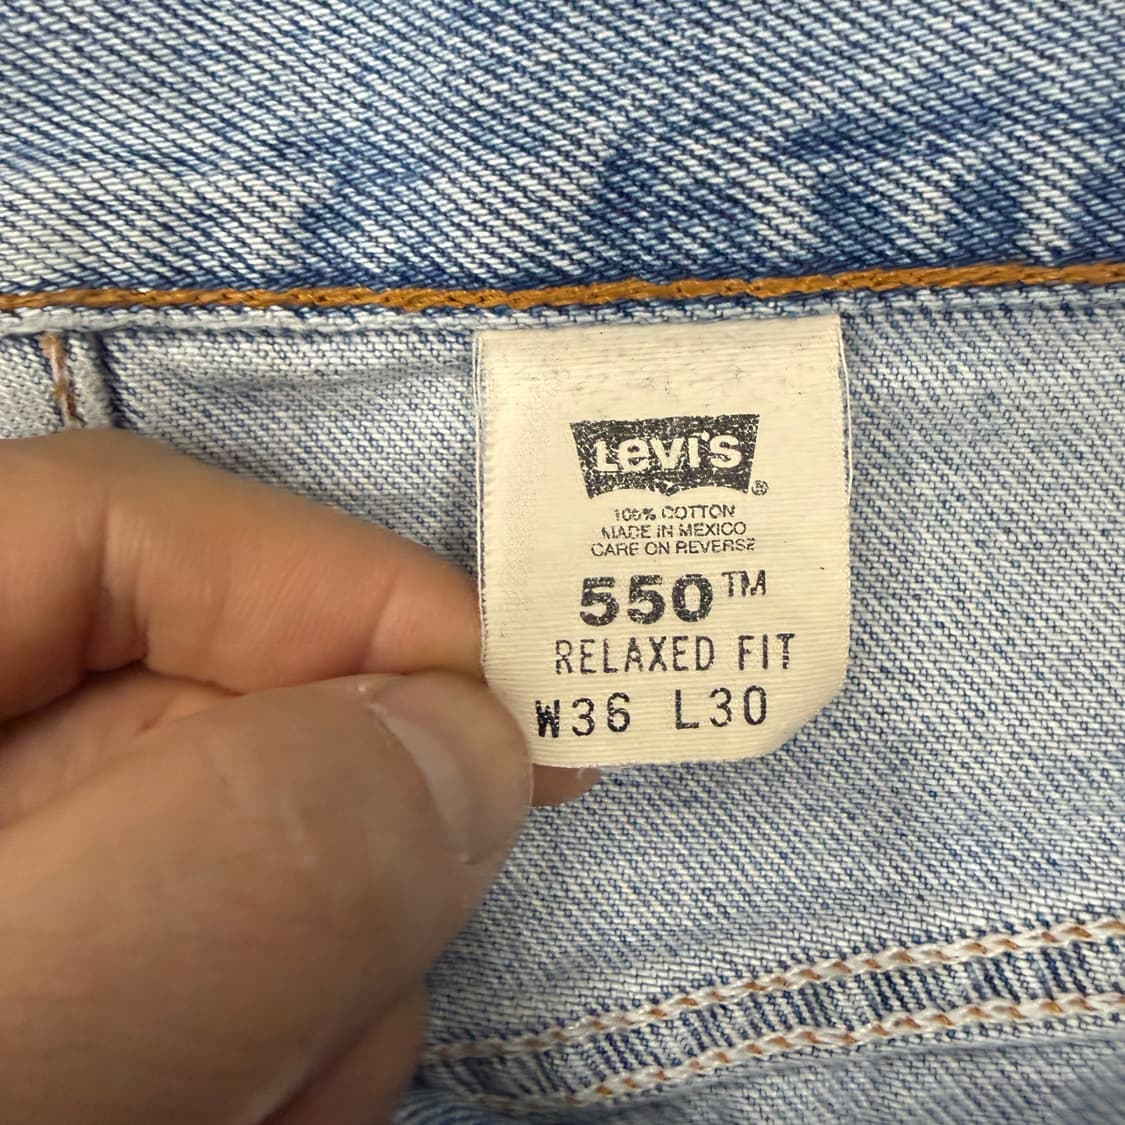 Levi's ®
100% COTTON
MADE IN MEXICO
CARE ON REVERSE
550™
RELAXED FIT
W36 L30